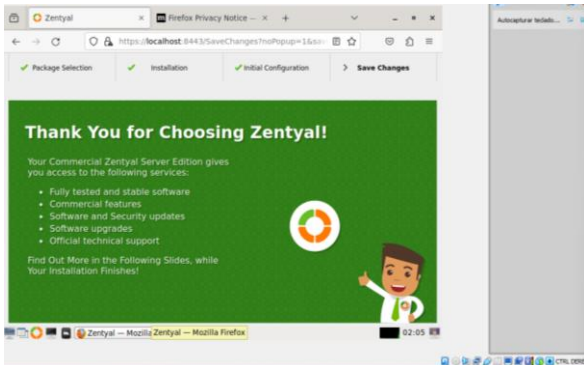 Zentyal
Firefox Privacy Notice —
https://localhost:8443/SaveChanges?noPopup=1&sa
Autocapturar teclado...
Package Selection
Installation
Initial Configuration
Save Changes
Thank You for Choosing Zentyal!
Your Commercial Zentyal Server Edition gives
you access to the following services:
• Fully tested and stable software
• Commercial features
• Software and Security updates
• Software upgrades
• Official technical support
Find Out More in the Following Slides, while
Your Installation Finishes!
Zentyal — Mozilla
Zentyal — Mozilla Firefox
02:05
CTRL DERE